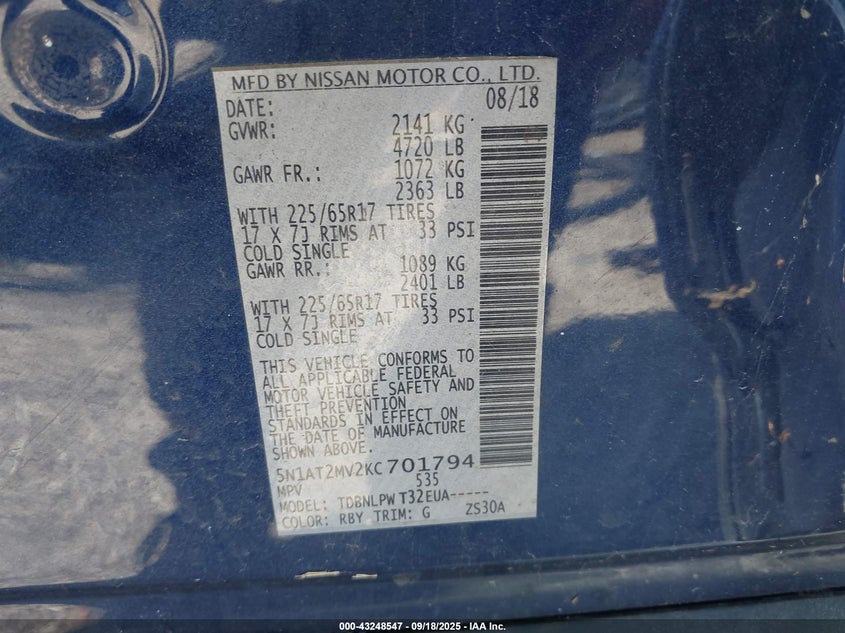 MFD BY NISSAN MOTOR CO., LTD.
DATE: 08/18
GVWR: 2141 KG
4720 LB
GAWR FR.: 1072 KG
2363 LB
WITH 225/65R17 TIRES
17 X 7J RIMS AT 33 PSI
COLD SINGLE
GAWR RR.: 1089 KG
2401 LB
WITH 225/65R17 TIRES
17 X 7J RIMS AT 33 PSI
COLD SINGLE
THIS VEHICLE CONFORMS TO
ALL APPLICABLE FEDERAL
MOTOR VEHICLE SAFETY AND
THEFT PREVENTION
STANDARDS IN EFFECT ON
THE DATE OF MANUFACTURE
SHOWN ABOVE.
5N1AT2MV2KC701794
MPV 535
MODEL: TDBNLPW T32EUA-----
COLOR: RBY TRIM: G ZS30A
000-43248547 - 09/18/2025 - IAA Inc.